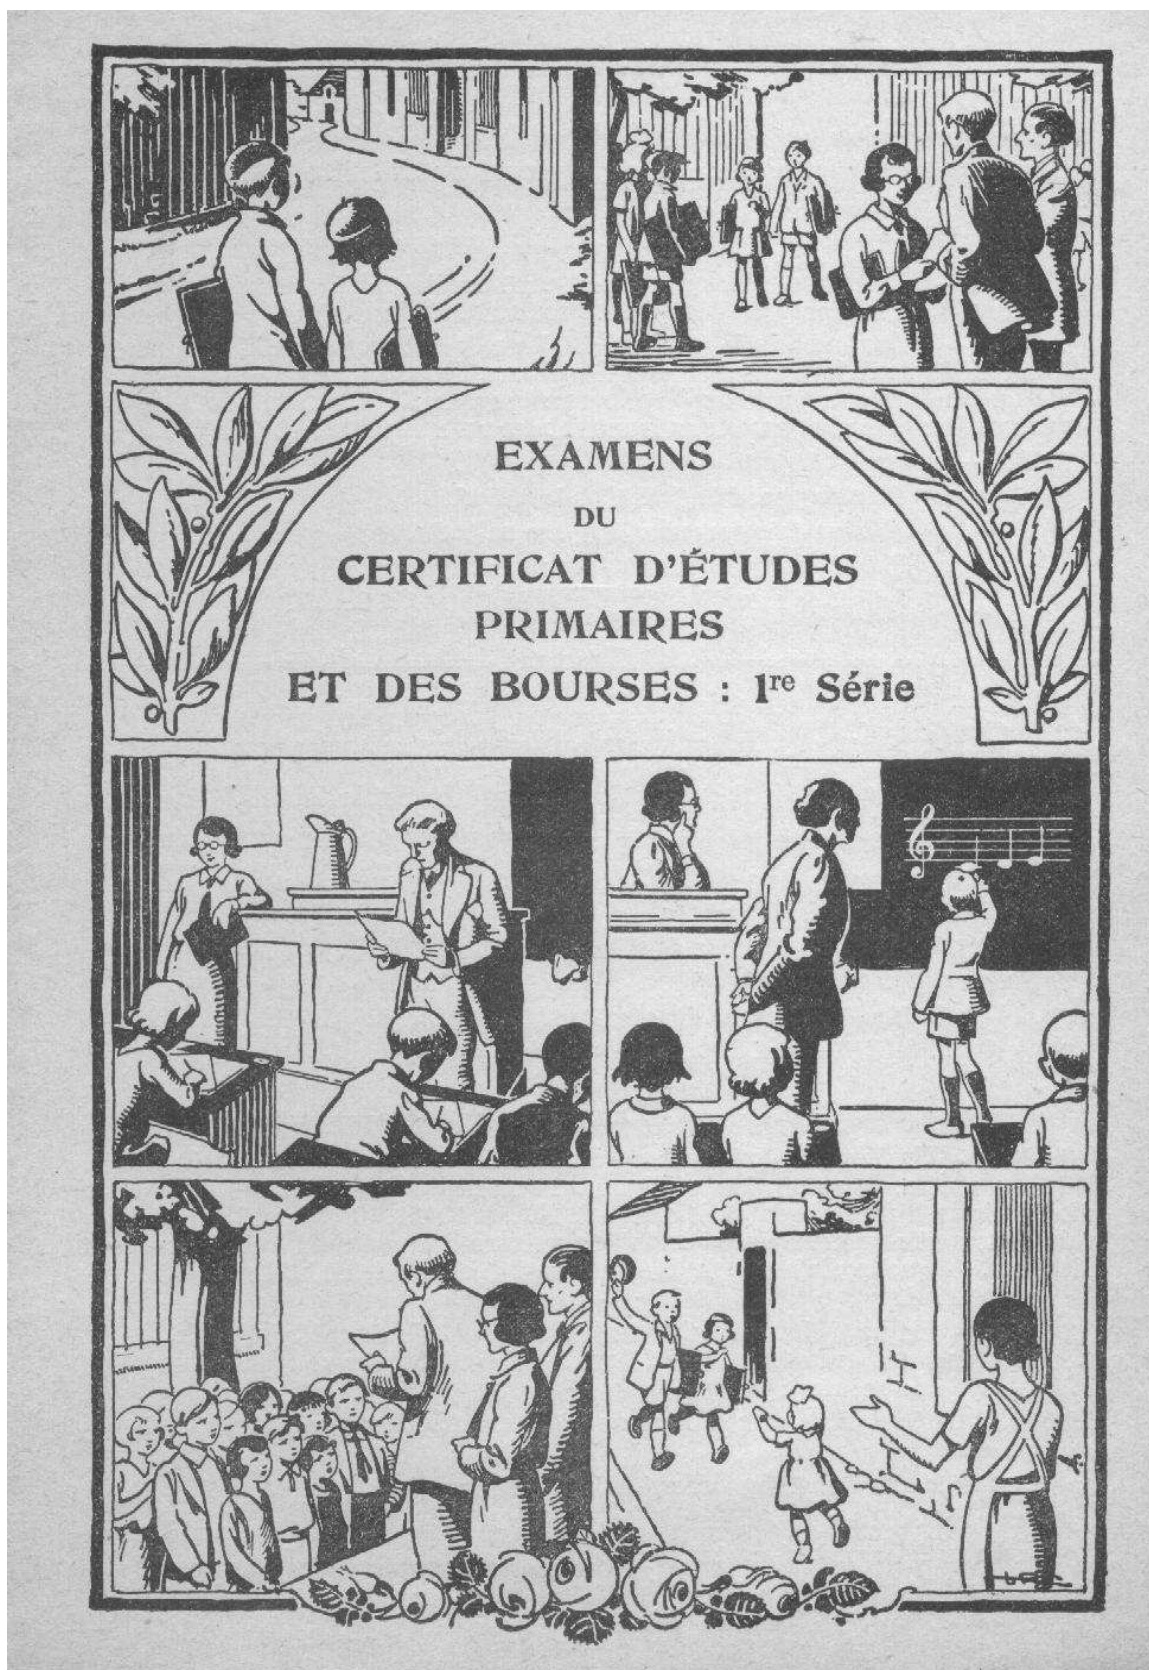 EXAMENS
DU
CERTIFICAT D'ÉTUDES
PRIMAIRES
ET DES BOURSES : 1re Série